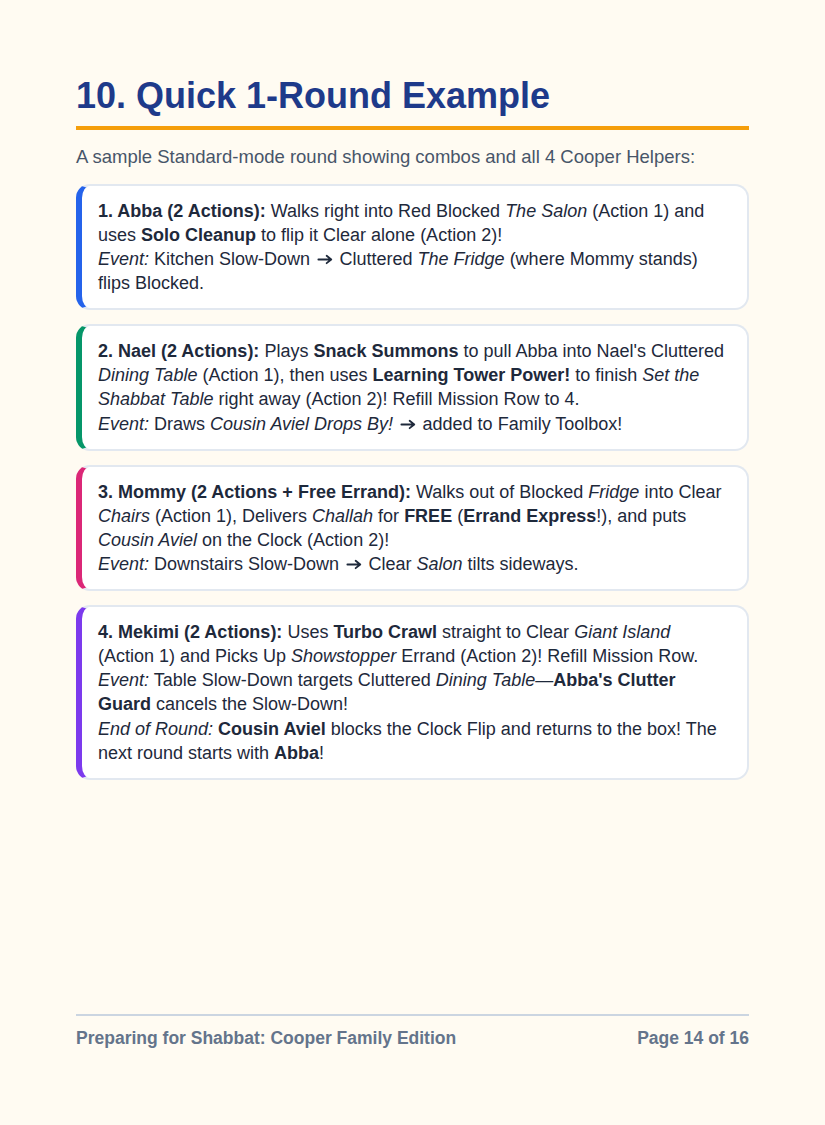 10. Quick 1-Round Example
A sample Standard-mode round showing combos and all 4 Cooper Helpers:
1. Abba (2 Actions): Walks right into Red Blocked The Salon (Action 1) and
uses Solo Cleanup to flip it Clear alone (Action 2)!
Event: Kitchen Slow-Down → Cluttered The Fridge (where Mommy stands)
flips Blocked.
2. Nael (2 Actions): Plays Snack Summons to pull Abba into Nael's Cluttered
Dining Table (Action 1), then uses Learning Tower Power! to finish Set the
Shabbat Table right away (Action 2)! Refill Mission Row to 4.
Event: Draws Cousin Aviel Drops By! → added to Family Toolbox!
3. Mommy (2 Actions + Free Errand): Walks out of Blocked Fridge into Clear
Chairs (Action 1), Delivers Challah for FREE (Errand Express!), and puts
Cousin Aviel on the Clock (Action 2)!
Event: Downstairs Slow-Down → Clear Salon tilts sideways.
4. Mekimi (2 Actions): Uses Turbo Crawl straight to Clear Giant Island
(Action 1) and Picks Up Showstopper Errand (Action 2)! Refill Mission Row.
Event: Table Slow-Down targets Cluttered Dining Table—Abba's Clutter
Guard cancels the Slow-Down!
End of Round: Cousin Aviel blocks the Clock Flip and returns to the box! The
next round starts with Abba!
Preparing for Shabbat: Cooper Family Edition
Page 14 of 16